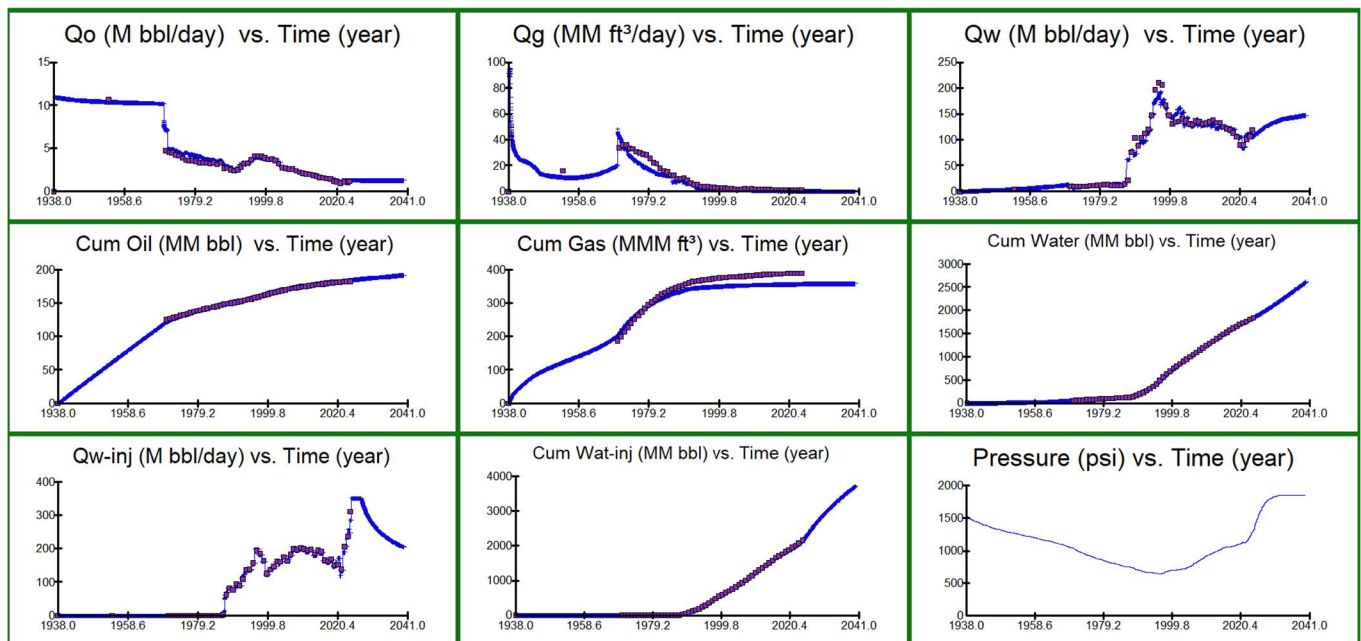 Qo (M bbl/day) vs. Time (year)
15
10
5
0
1938.0 1958.6 1979.2 1999.8 2020.4 2041.0
Qg (MM ft³/day) vs. Time (year)
100
80
60
40
20
0
1938.0 1958.6 1979.2 1999.8 2020.4 2041.0
Qw (M bbl/day) vs. Time (year)
250
200
150
100
50
0
1938.0 1958.6 1979.2 1999.8 2020.4 2041.0
Cum Oil (MM bbl) vs. Time (year)
200
150
100
50
0
1938.0 1958.6 1979.2 1999.8 2020.4 2041.0
Cum Gas (MMM ft³) vs. Time (year)
400
300
200
100
0
1938.0 1958.6 1979.2 1999.8 2020.4 2041.0
Cum Water (MM bbl) vs. Time (year)
3000
2500
2000
1500
1000
500
0
1938.0 1958.6 1979.2 1999.8 2020.4 2041.0
Qw-inj (M bbl/day) vs. Time (year)
400
300
200
100
0
1938.0 1958.6 1979.2 1999.8 2020.4 2041.0
Cum Wat-inj (MM bbl) vs. Time (year)
4000
3000
2000
1000
0
1938.0 1958.6 1979.2 1999.8 2020.4 2041.0
Pressure (psi) vs. Time (year)
2000
1500
1000
500
0
1938.0 1958.6 1979.2 1999.8 2020.4 2041.0